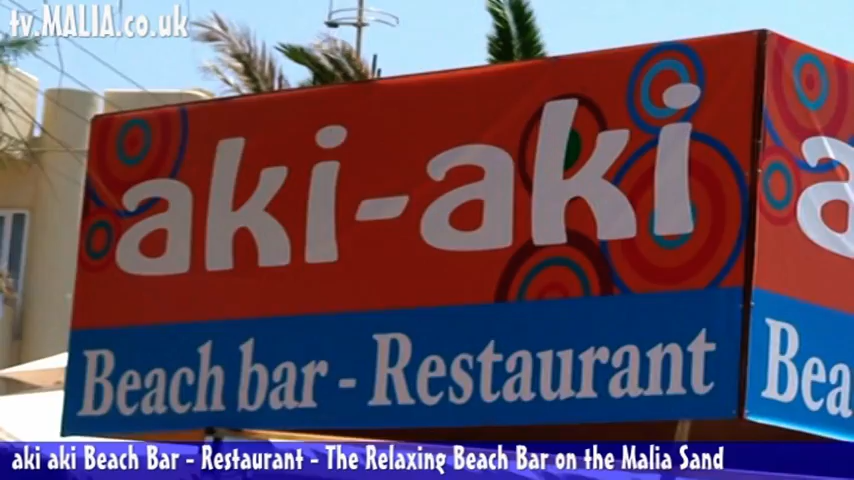 tv.MALIA.co.uk
aki-aki
a
Beach bar - Restaurant
Bea
aki aki Beach Bar - Restaurant - The Relaxing Beach Bar on the Malia Sand